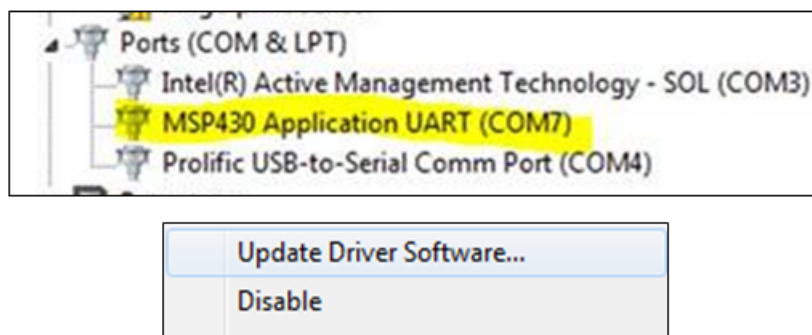 Ports (COM & LPT)
Intel(R) Active Management Technology - SOL (COM3)
MSP430 Application UART (COM7)
Prolific USB-to-Serial Comm Port (COM4)
Update Driver Software...
Disable